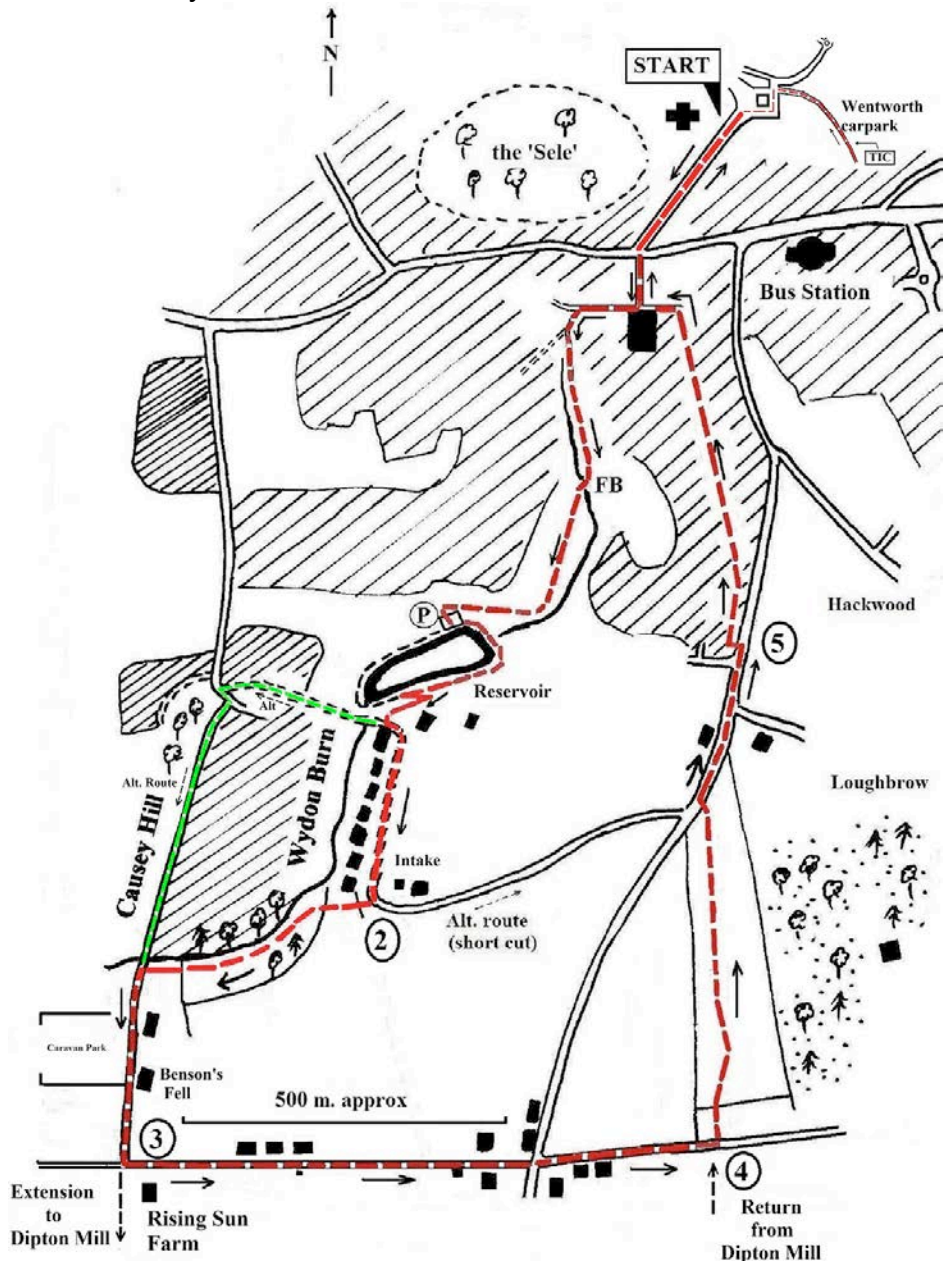 N
START
Wentworth
carpark
TIC
the 'Sele'
Bus Station
FB
Hackwood
P
5
Reservoir
Alt
Alt. Route
Causey Hill
Wydon Burn
Loughbrow
Intake
2
Alt. route
(short cut)
Caravan Park
Benson's
Fell
500 m. approx
3
4
Extension
to
Dipton Mill
Rising Sun
Farm
Return
from
Dipton Mill